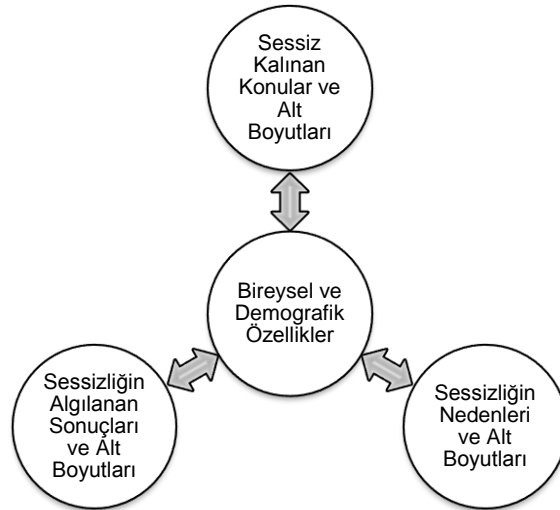 Sessiz
Kalınan
Konular ve
Alt
Boyutları
Bireysel ve
Demografik
Özellikler
Sessizliğin
Algılanan
Sonuçları
ve Alt
Boyutları
Sessizliğin
Nedenleri
ve Alt
Boyutları